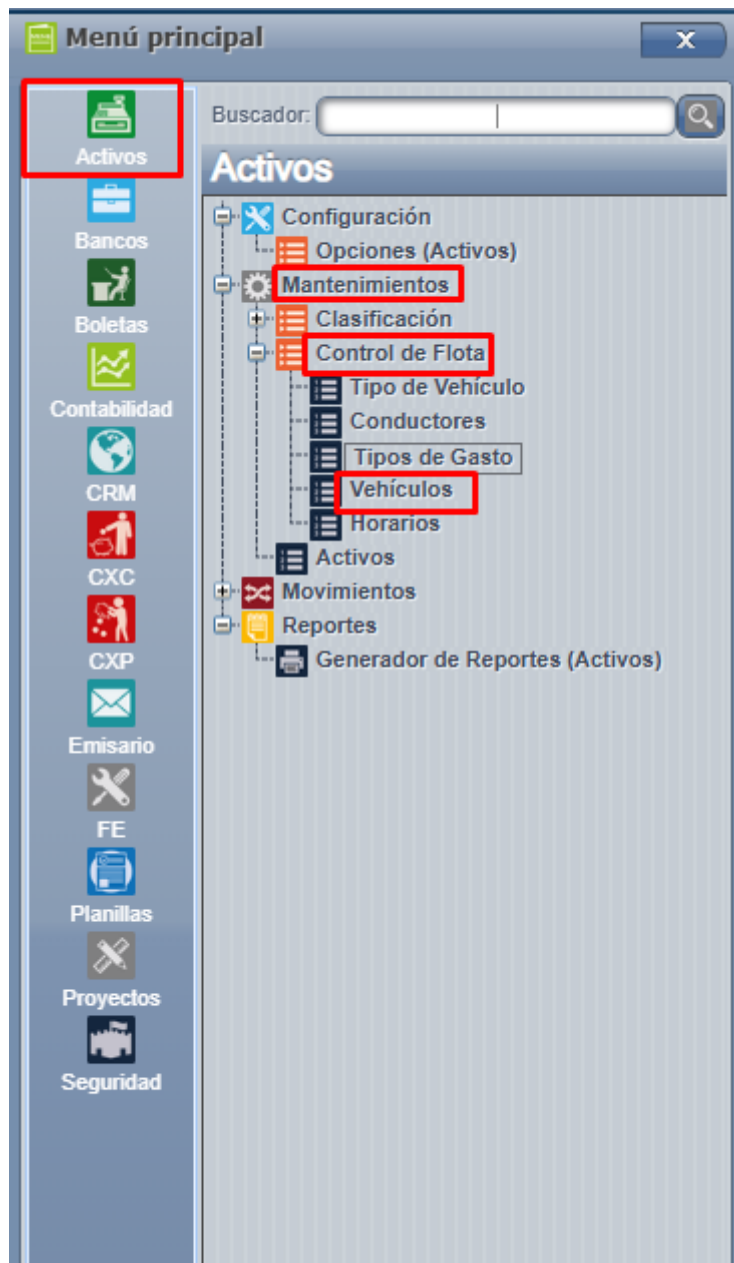 Menú principal
x
Activos
Bancos
Boletas
Contabilidad
CRM
CXC
CXP
Emisario
FE
Planillas
Proyectos
Seguridad
Buscador:
Activos
Configuración
Opciones (Activos)
Mantenimientos
Clasificación
Control de Flota
Tipo de Vehículo
Conductores
Tipos de Gasto
Vehículos
Horarios
Activos
Movimientos
Reportes
Generador de Reportes (Activos)